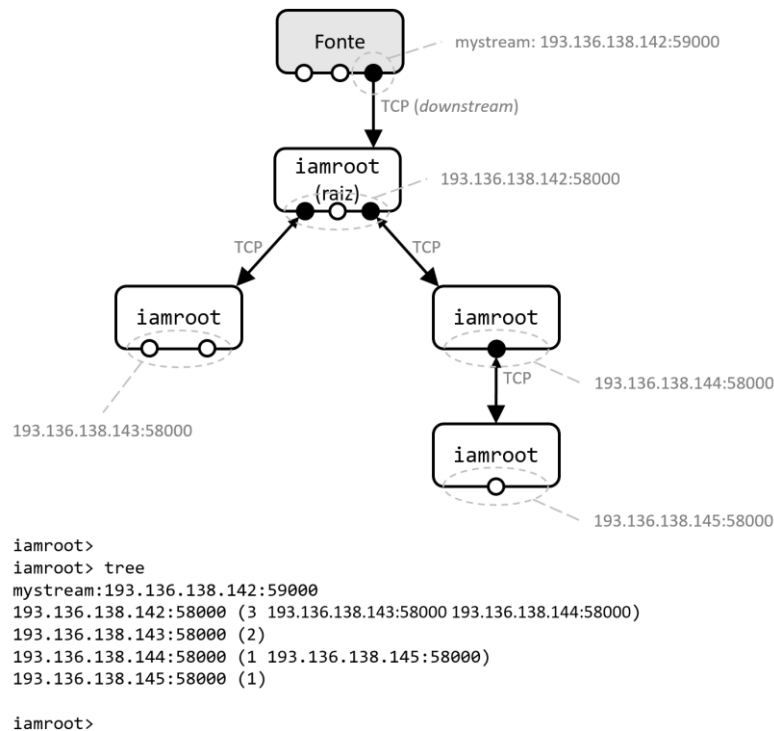 Fonte
mystream: 193.136.138.142:59000
TCP (downstream)
iamroot
(raiz)
193.136.138.142:58000
TCP
TCP
iamroot
iamroot
TCP
193.136.138.144:58000
193.136.138.143:58000
iamroot
193.136.138.145:58000
iamroot>
iamroot> tree
mystream:193.136.138.142:59000
193.136.138.142:58000 (3 193.136.138.143:58000 193.136.138.144:58000)
193.136.138.143:58000 (2)
193.136.138.144:58000 (1 193.136.138.145:58000)
193.136.138.145:58000 (1)
iamroot>